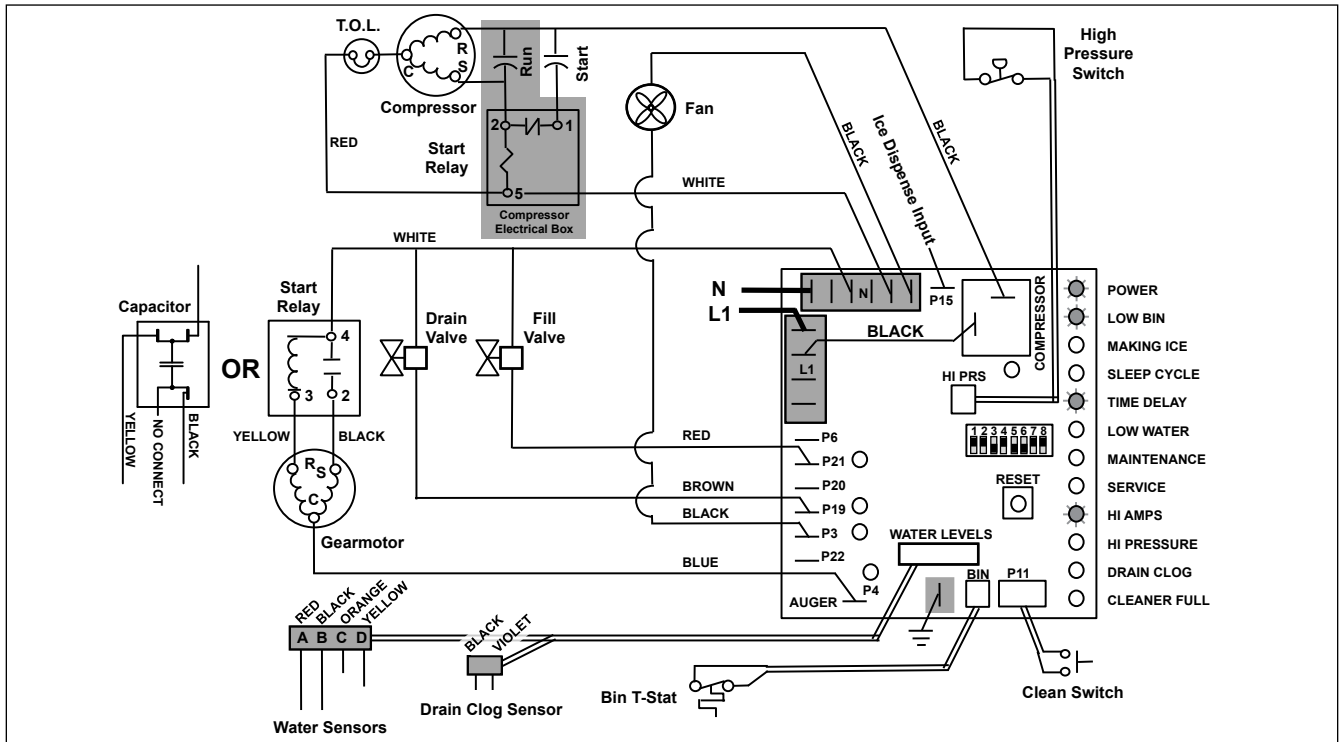 T.O.L.
R
S
C
Compressor
Run
Start
2
1
Start
Relay
5
Compressor
Electrical Box
RED
WHITE
Fan
BLACK
Ice Dispense Input
BLACK
High
Pressure
Switch
WHITE
Capacitor
YELLOW
NO CONNECT
BLACK
OR
Start
Relay
4
3
2
YELLOW
BLACK
R
S
C
Gearmotor
Drain
Valve
Fill
Valve
N
L1
N
P15
BLACK
L1
COMPRESSOR
HI PRS
1 2 3 4 5 6 7 8
RESET
RED
BROWN
BLACK
BLUE
P6
P21
P20
P19
P3
P22
P4
AUGER
WATER LEVELS
BIN
P11
POWER
LOW BIN
MAKING ICE
SLEEP CYCLE
TIME DELAY
LOW WATER
MAINTENANCE
SERVICE
HI AMPS
HI PRESSURE
DRAIN CLOG
CLEANER FULL
RED
BLACK
ORANGE
YELLOW
A B C D
Water Sensors
BLACK
VIOLET
Drain Clog Sensor
Bin T-Stat
Clean Switch